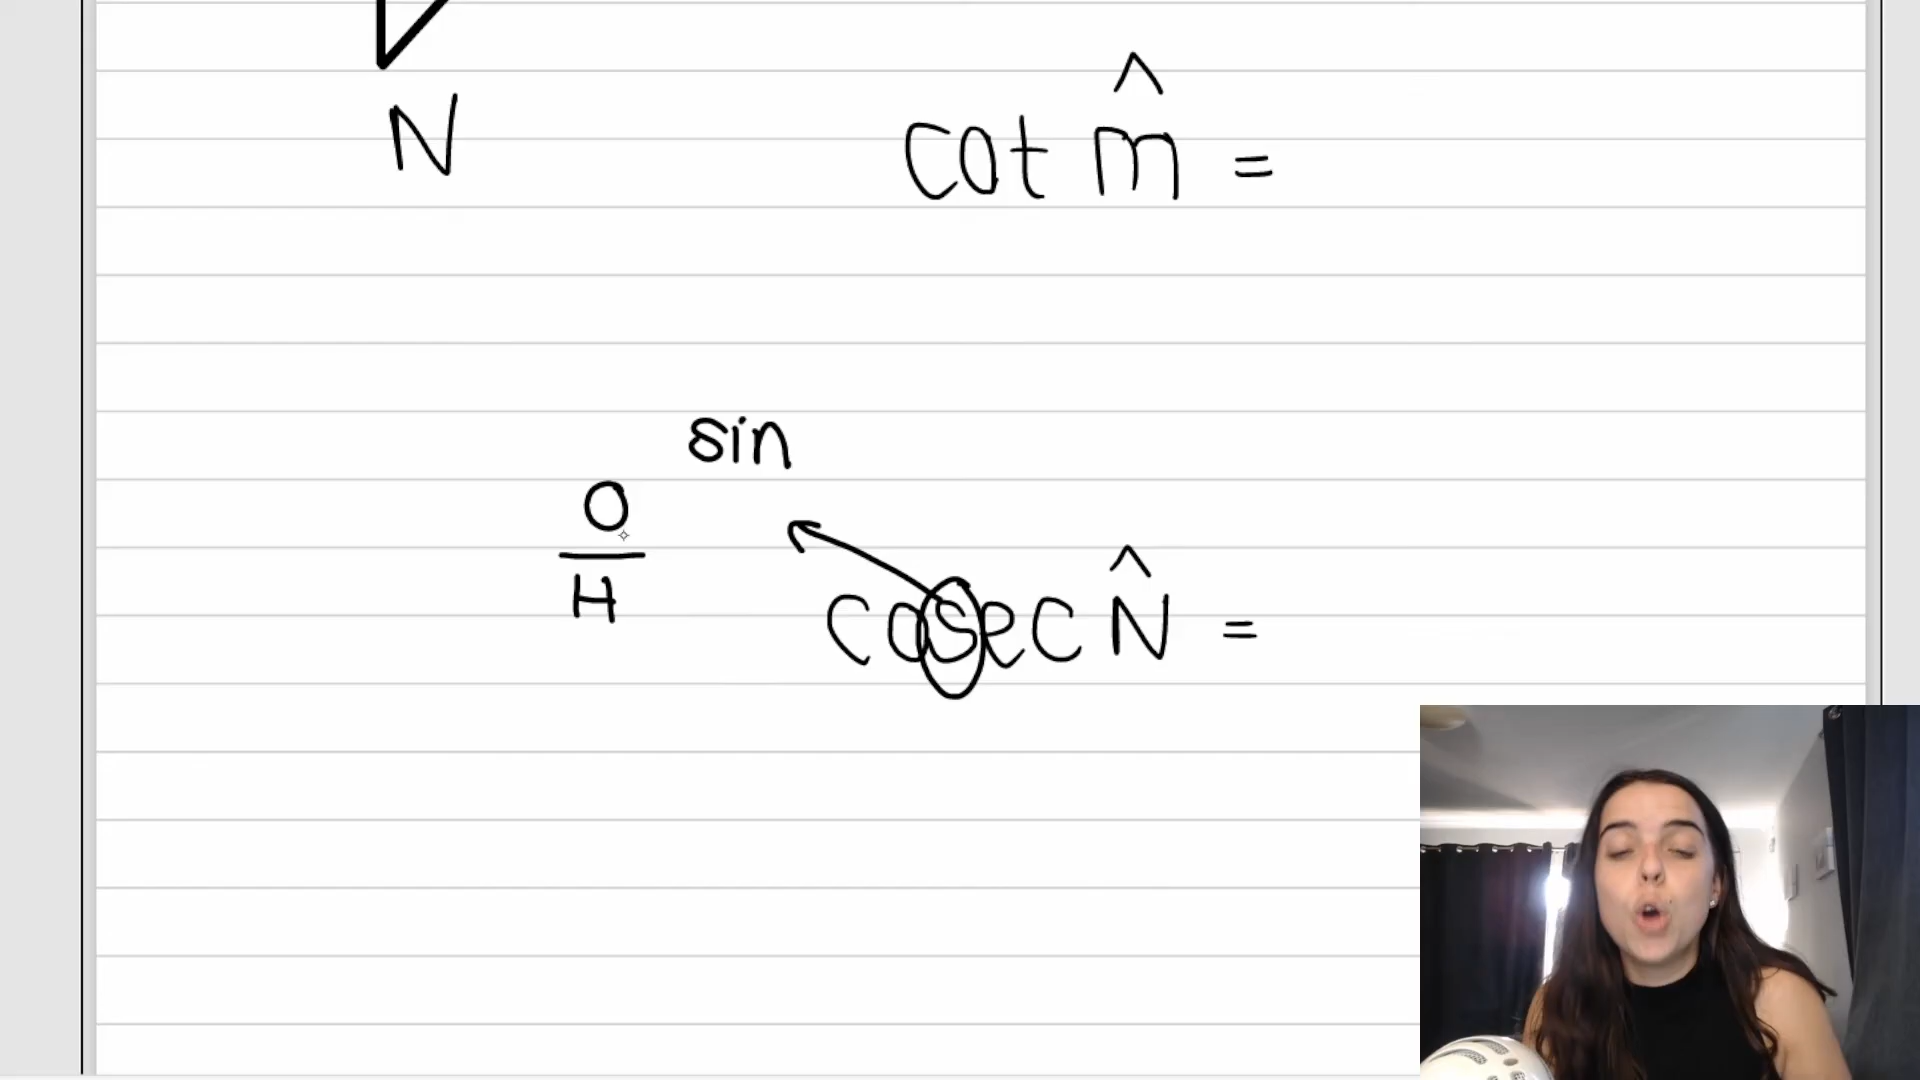 N
cot m̂ =
sin
O
H
cosec N̂ =